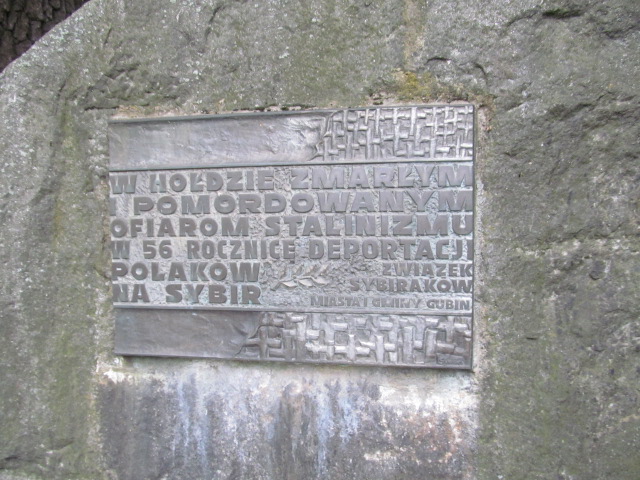 W HOŁDZIE ZMARŁYM
I POMORDOWANYM
OFIAROM STALINIZMU
W 56 ROCZNICĘ DEPORTACJI
POLAKÓW
NA SYBIR
ZWIĄZEK
SYBIRAKÓW
MIASTA I GMINY GUBIN